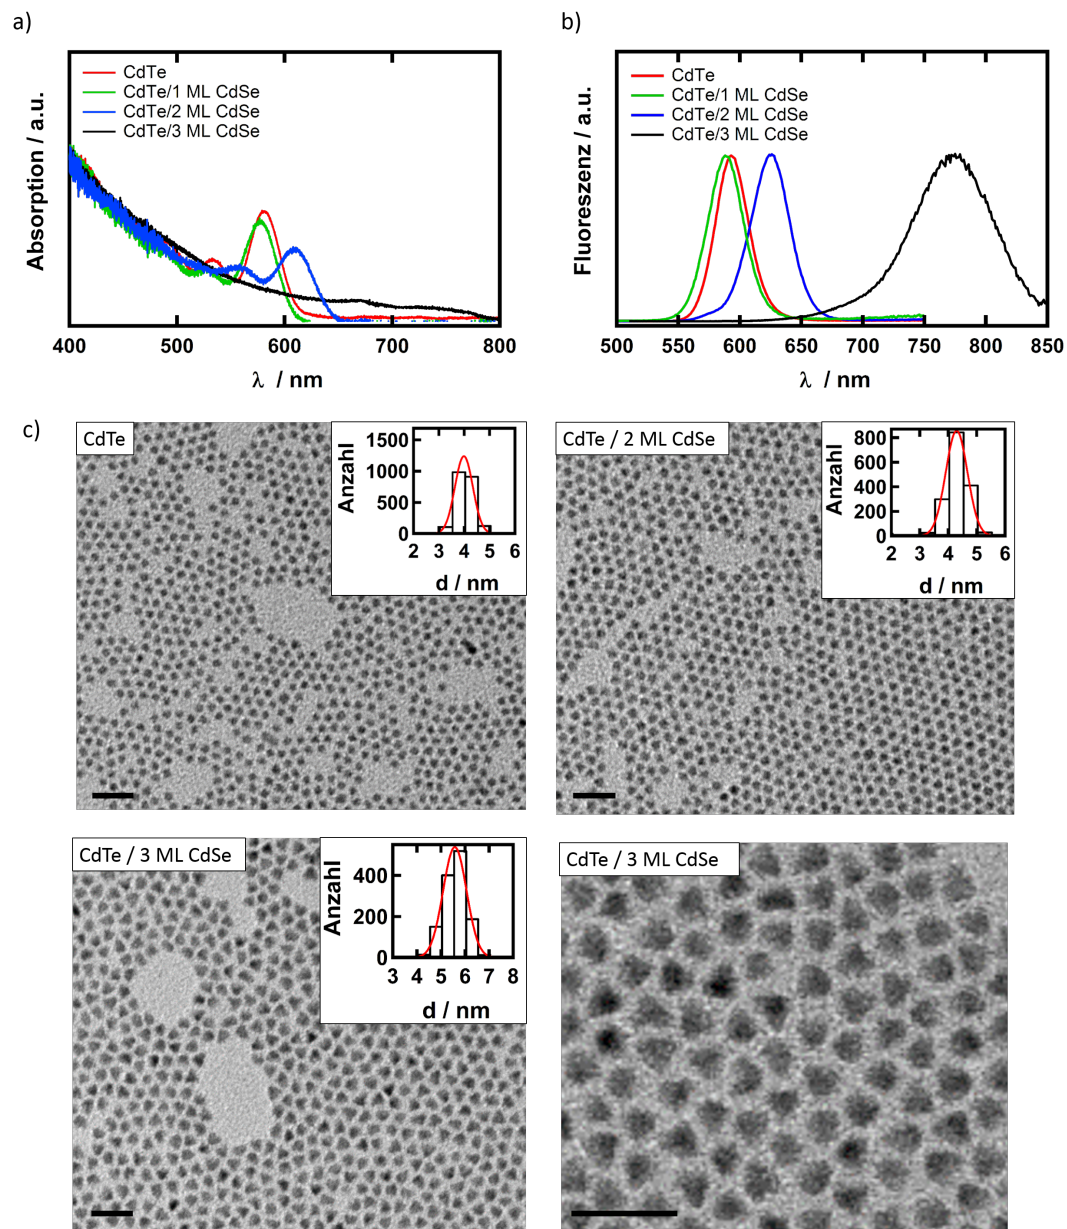 a)
CdTe
CdTe/1 ML CdSe
CdTe/2 ML CdSe
CdTe/3 ML CdSe
Absorption / a.u.
400 500 600 700 800
λ / nm
b)
CdTe
CdTe/1 ML CdSe
CdTe/2 ML CdSe
CdTe/3 ML CdSe
Fluoreszenz / a.u.
500 550 600 650 700 750 800 850
λ / nm
c)
CdTe
Anzahl
1500
1000
500
0
2 3 4 5 6
d / nm
CdTe / 2 ML CdSe
Anzahl
800
600
400
200
0
2 3 4 5 6
d / nm
CdTe / 3 ML CdSe
Anzahl
400
200
0
3 4 5 6 7 8
d / nm
CdTe / 3 ML CdSe